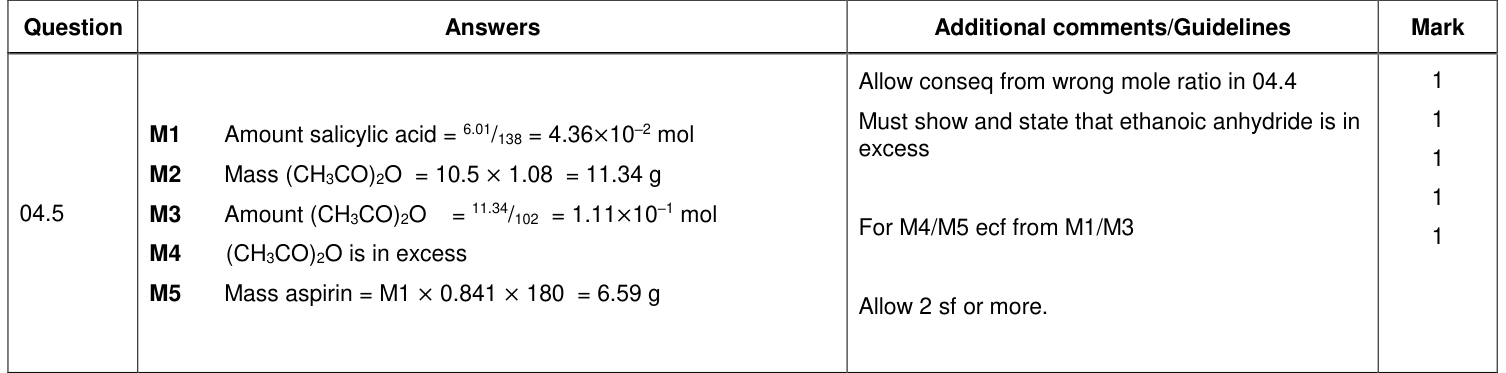 Question Answers Additional comments/Guidelines Mark
04.5
M1 Amount salicylic acid = ⁶·⁰¹/₁₃₈ = 4.36×10⁻² mol
M2 Mass (CH₃CO)₂O = 10.5 × 1.08 = 11.34 g
M3 Amount (CH₃CO)₂O = ¹¹·³⁴/₁₀₂ = 1.11×10⁻¹ mol
M4 (CH₃CO)₂O is in excess
M5 Mass aspirin = M1 × 0.841 × 180 = 6.59 g
Allow conseq from wrong mole ratio in 04.4
Must show and state that ethanoic anhydride is in
excess
For M4/M5 ecf from M1/M3
Allow 2 sf or more.
1
1
1
1
1